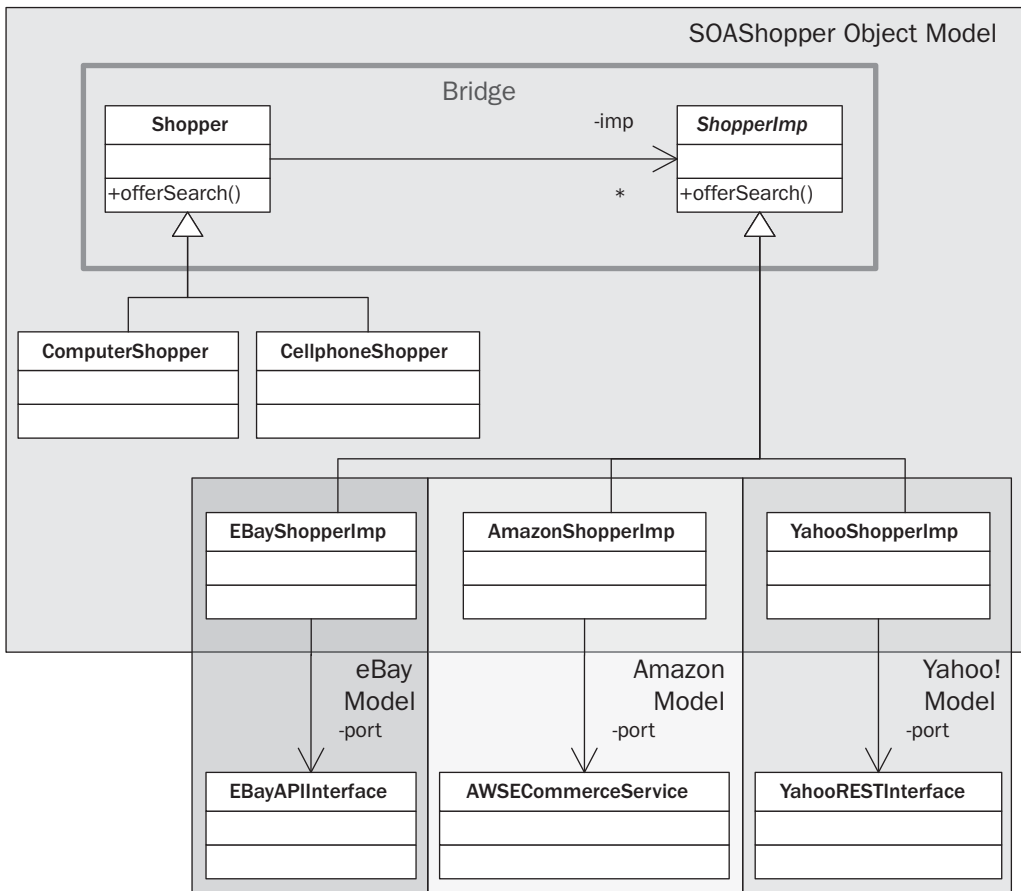 SOAShopper Object Model
Bridge
Shopper
-imp
ShopperImp
+offerSearch()
*
+offerSearch()
ComputerShopper
CellphoneShopper
EBayShopperImp
AmazonShopperImp
YahooShopperImp
eBay
Model
Amazon
Model
Yahoo!
Model
-port
-port
-port
EBayAPIInterface
AWSECommerceService
YahooRESTInterface